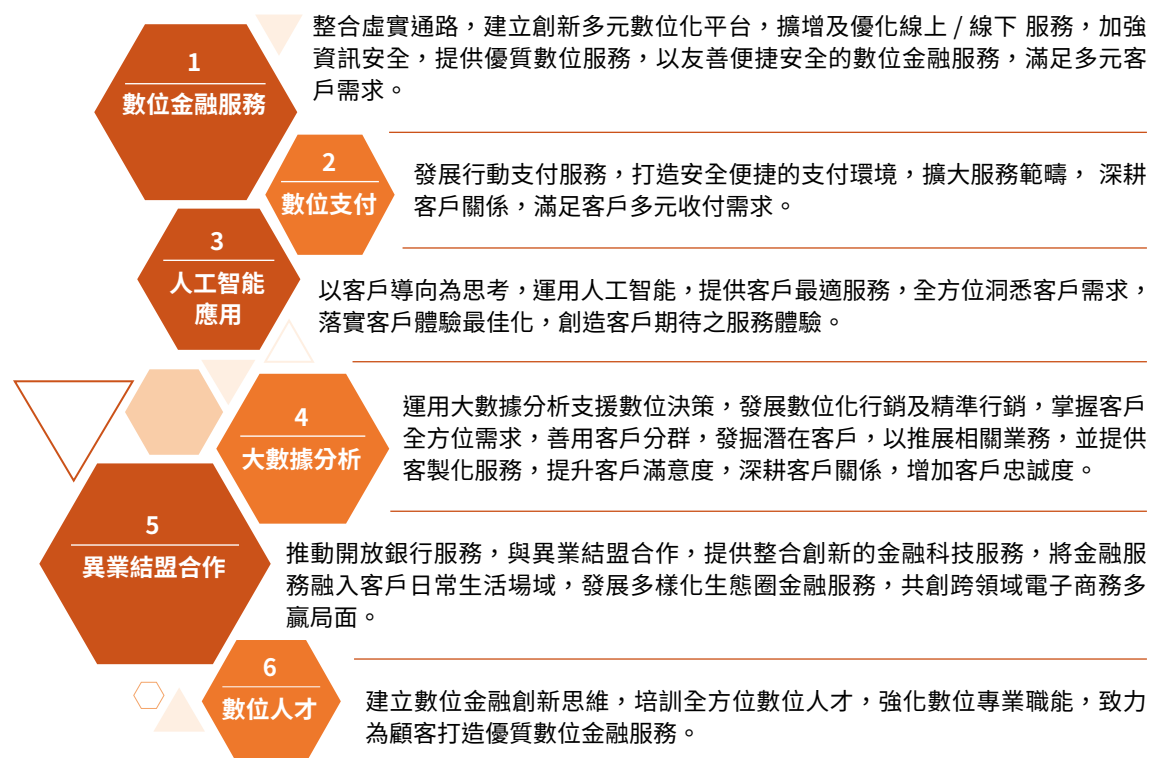 1
數位金融服務
整合虛實通路，建立創新多元數位化平台，擴增及優化線上 / 線下 服務，加強
資訊安全，提供優質數位服務，以友善便捷安全的數位金融服務，滿足多元客
戶需求。
2
數位支付
發展行動支付服務，打造安全便捷的支付環境，擴大服務範疇， 深耕
客戶關係，滿足客戶多元收付需求。
3
人工智能
應用
以客戶導向為思考，運用人工智能，提供客戶最適服務，全方位洞悉客戶需求，
落實客戶體驗最佳化，創造客戶期待之服務體驗。
4
大數據分析
運用大數據分析支援數位決策，發展數位化行銷及精準行銷，掌握客戶
全方位需求，善用客戶分群，發掘潛在客戶，以推展相關業務，並提供
客製化服務，提升客戶滿意度，深耕客戶關係，增加客戶忠誠度。
5
異業結盟合作
推動開放銀行服務，與異業結盟合作，提供整合創新的金融科技服務，將金融服
務融入客戶日常生活場域，發展多樣化生態圈金融服務，共創跨領域電子商務多
贏局面。
6
數位人才
建立數位金融創新思維，培訓全方位數位人才，強化數位專業職能，致力
為顧客打造優質數位金融服務。